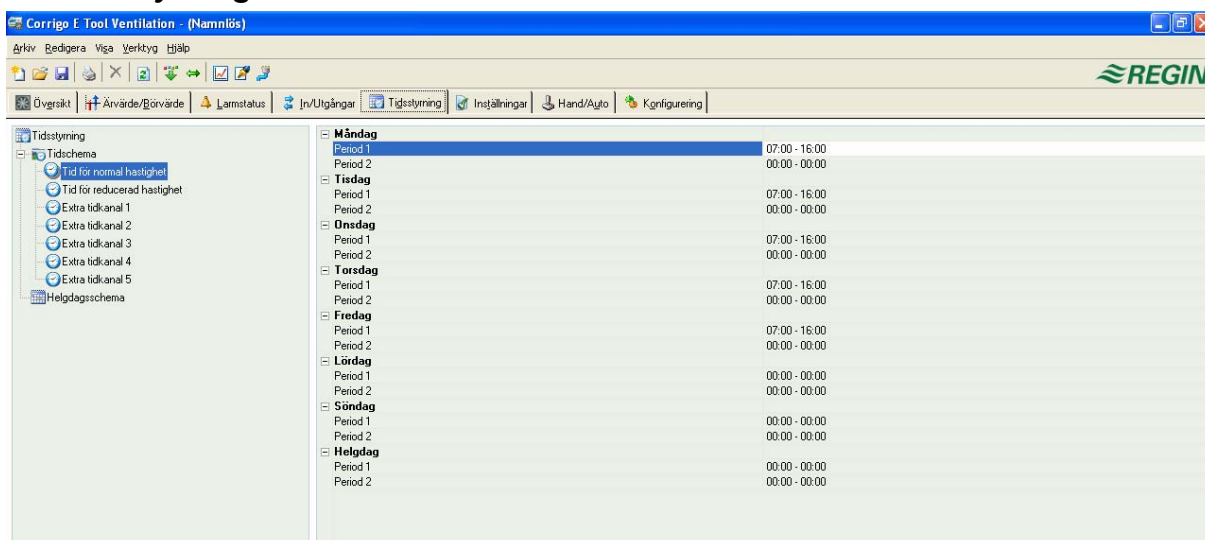 Corrigo E Tool Ventilation - (Namnlös)
Arkiv Redigera Visa Verktyg Hjälp
REGIN
Översikt Ärvärde/Börvärde Larmstatus In/Utgångar Tidsstyrning Inställningar Hand/Auto Konfigurering
Tidsstyrning
Tidschema
Tid för normal hastighet
Tid för reducerad hastighet
Extra tidkanal 1
Extra tidkanal 2
Extra tidkanal 3
Extra tidkanal 4
Extra tidkanal 5
Helgdagsschema
Måndag
Period 1 07:00 - 16:00
Period 2 00:00 - 00:00
Tisdag
Period 1 07:00 - 16:00
Period 2 00:00 - 00:00
Onsdag
Period 1 07:00 - 16:00
Period 2 00:00 - 00:00
Torsdag
Period 1 07:00 - 16:00
Period 2 00:00 - 00:00
Fredag
Period 1 07:00 - 16:00
Period 2 00:00 - 00:00
Lördag
Period 1 00:00 - 00:00
Period 2 00:00 - 00:00
Söndag
Period 1 00:00 - 00:00
Period 2 00:00 - 00:00
Helgdag
Period 1 00:00 - 00:00
Period 2 00:00 - 00:00